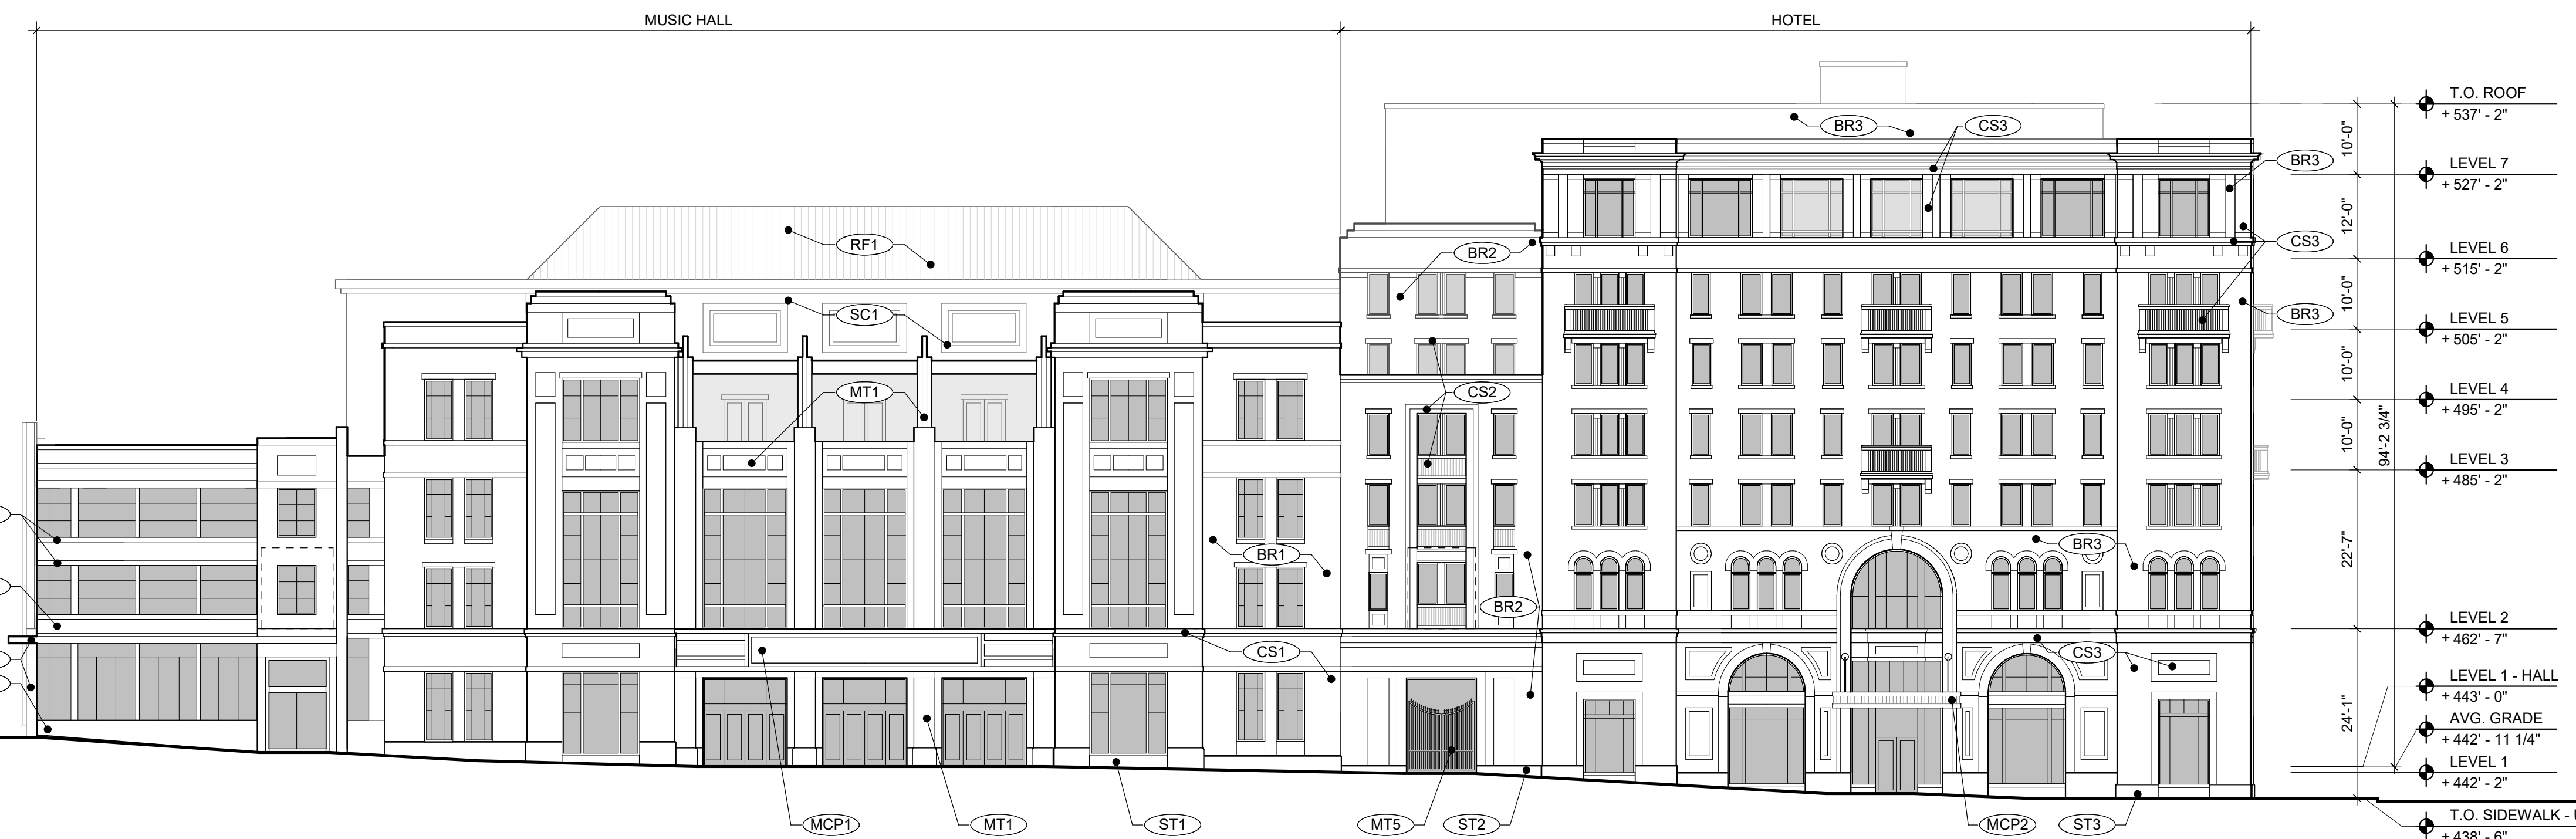 MUSIC HALL
HOTEL
T.O. ROOF
+ 537' - 2"
BR3
CS3
10'-0"
BR3
LEVEL 7
+ 527' - 2"
12'-0"
RF1
BR2
CS3
LEVEL 6
+ 515' - 2"
SC1
10'-0"
BR3
LEVEL 5
+ 505' - 2"
10'-0"
MT1
CS2
LEVEL 4
+ 495' - 2"
10'-0"
94'-2 3/4"
LEVEL 3
+ 485' - 2"
BR1
BR3
22'-7"
BR2
LEVEL 2
+ 462' - 7"
CS1
CS3
LEVEL 1 - HALL
+ 443' - 0"
24'-1"
AVG. GRADE
+ 442' - 11 1/4"
LEVEL 1
+ 442' - 2"
MCP1
MT1
ST1
MT5
ST2
MCP2
ST3
T.O. SIDEWALK -
+ 438' - 6"